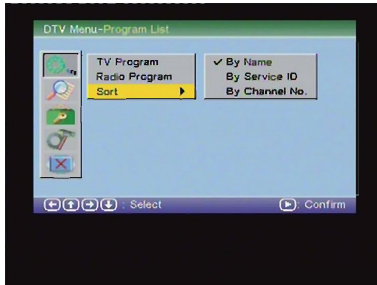 DTV Menu-Program List
TV Program
Radio Program
Sort
✓ By Name
By Service ID
By Channel No.
: Select
: Confirm